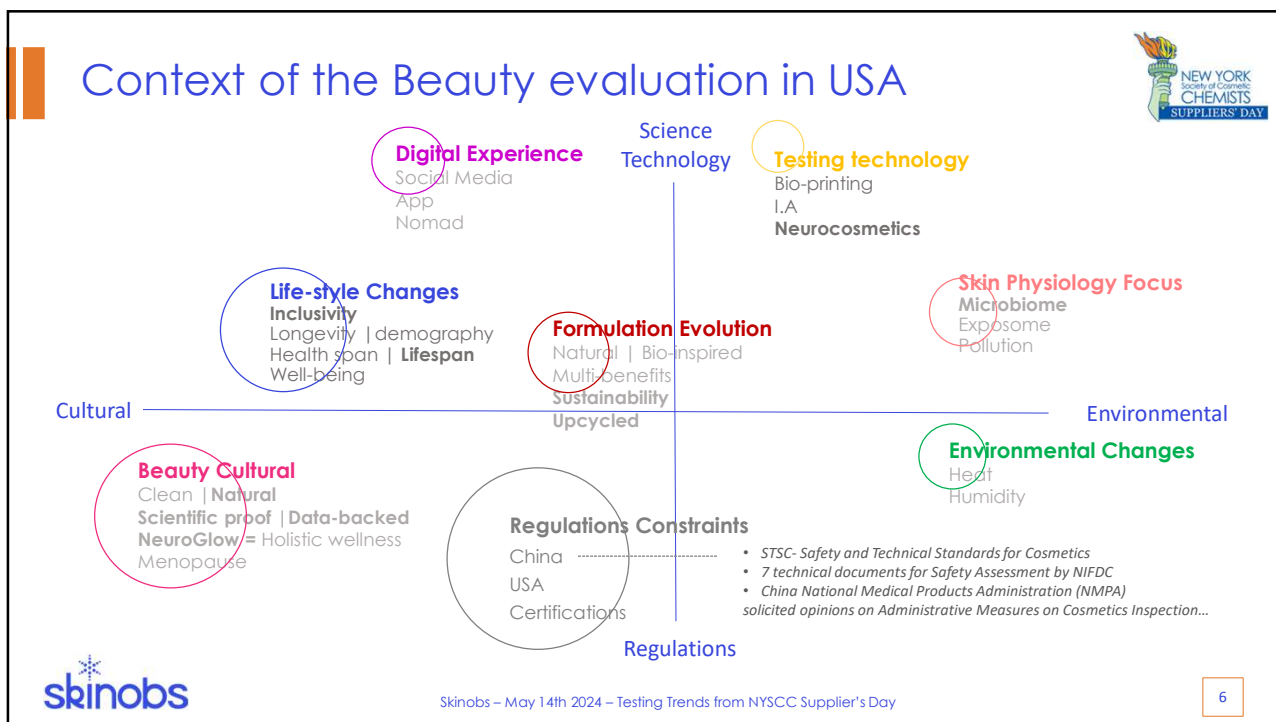 Context of the Beauty evaluation in USA
NEW YORK
Society of Cosmetic
CHEMISTS
SUPPLIERS' DAY
Science
Technology
Digital Experience
Social Media
App
Nomad
Testing technology
Bio-printing
I.A
Neurocosmetics
Life-style Changes
Inclusivity
Longevity |demography
Health span | Lifespan
Well-being
Formulation Evolution
Natural | Bio-inspired
Multi-benefits
Sustainability
Upcycled
Skin Physiology Focus
Microbiome
Exposome
Pollution
Cultural
Environmental
Beauty Cultural
Clean |Natural
Scientific proof |Data-backed
NeuroGlow = Holistic wellness
Menopause
Regulations Constraints
China
USA
Certifications
Environmental Changes
Heat
Humidity
• STSC- Safety and Technical Standards for Cosmetics
• 7 technical documents for Safety Assessment by NIFDC
• China National Medical Products Administration (NMPA)
solicited opinions on Administrative Measures on Cosmetics Inspection…
Regulations
skinobs
Skinobs – May 14th 2024 – Testing Trends from NYSCC Supplier's Day
6